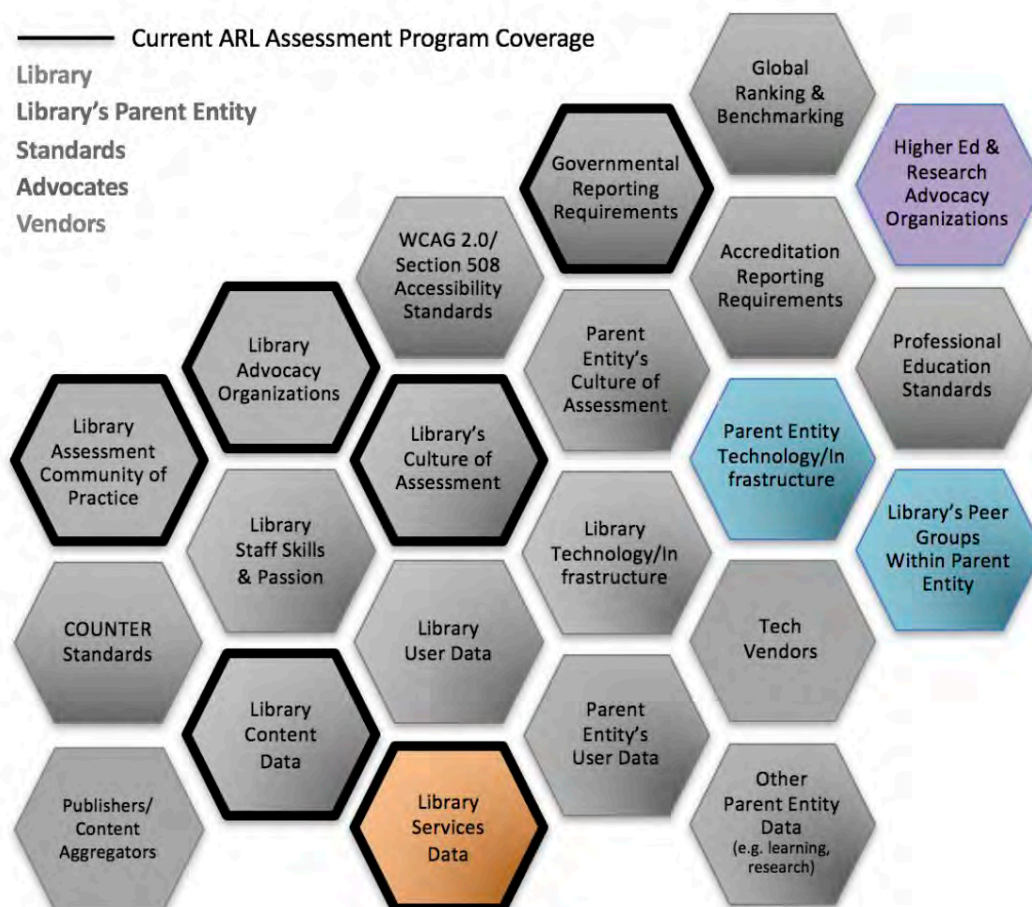 Current ARL Assessment Program Coverage
Library
Library's Parent Entity
Standards
Advocates
Vendors
Global
Ranking &
Benchmarking
Governmental
Reporting
Requirements
Higher Ed &
Research
Advocacy
Organizations
WCAG 2.0/
Section 508
Accessibility
Standards
Accreditation
Reporting
Requirements
Library
Advocacy
Organizations
Parent
Entity's
Culture of
Assessment
Professional
Education
Standards
Library
Assessment
Community of
Practice
Library's
Culture of
Assessment
Parent Entity
Technology/In
frastructure
Library
Staff Skills
& Passion
Library
Technology/In
frastructure
Library's Peer
Groups
Within Parent
Entity
COUNTER
Standards
Library
User Data
Tech
Vendors
Library
Content
Data
Parent
Entity's
User Data
Publishers/
Content
Aggregators
Library
Services
Data
Other
Parent Entity
Data
(e.g. learning,
research)